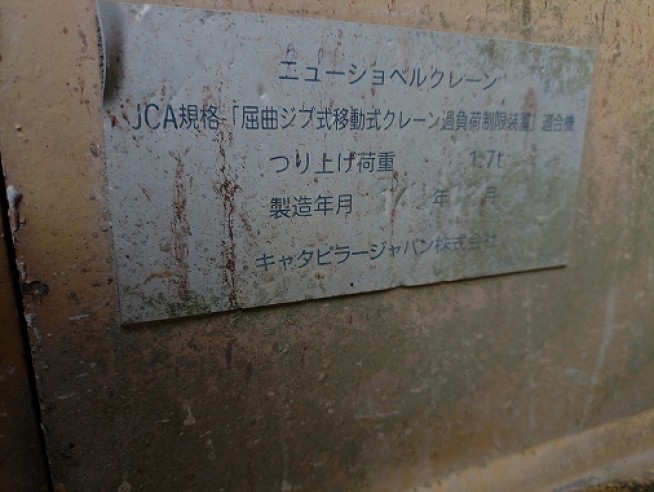 ニューショベルクレーン
JCA規格「屈曲ジブ式移動式クレーン過負荷制限装置」適合機
つり上げ荷重 1.7t
製造年月 年 月
キャタピラージャパン株式会社